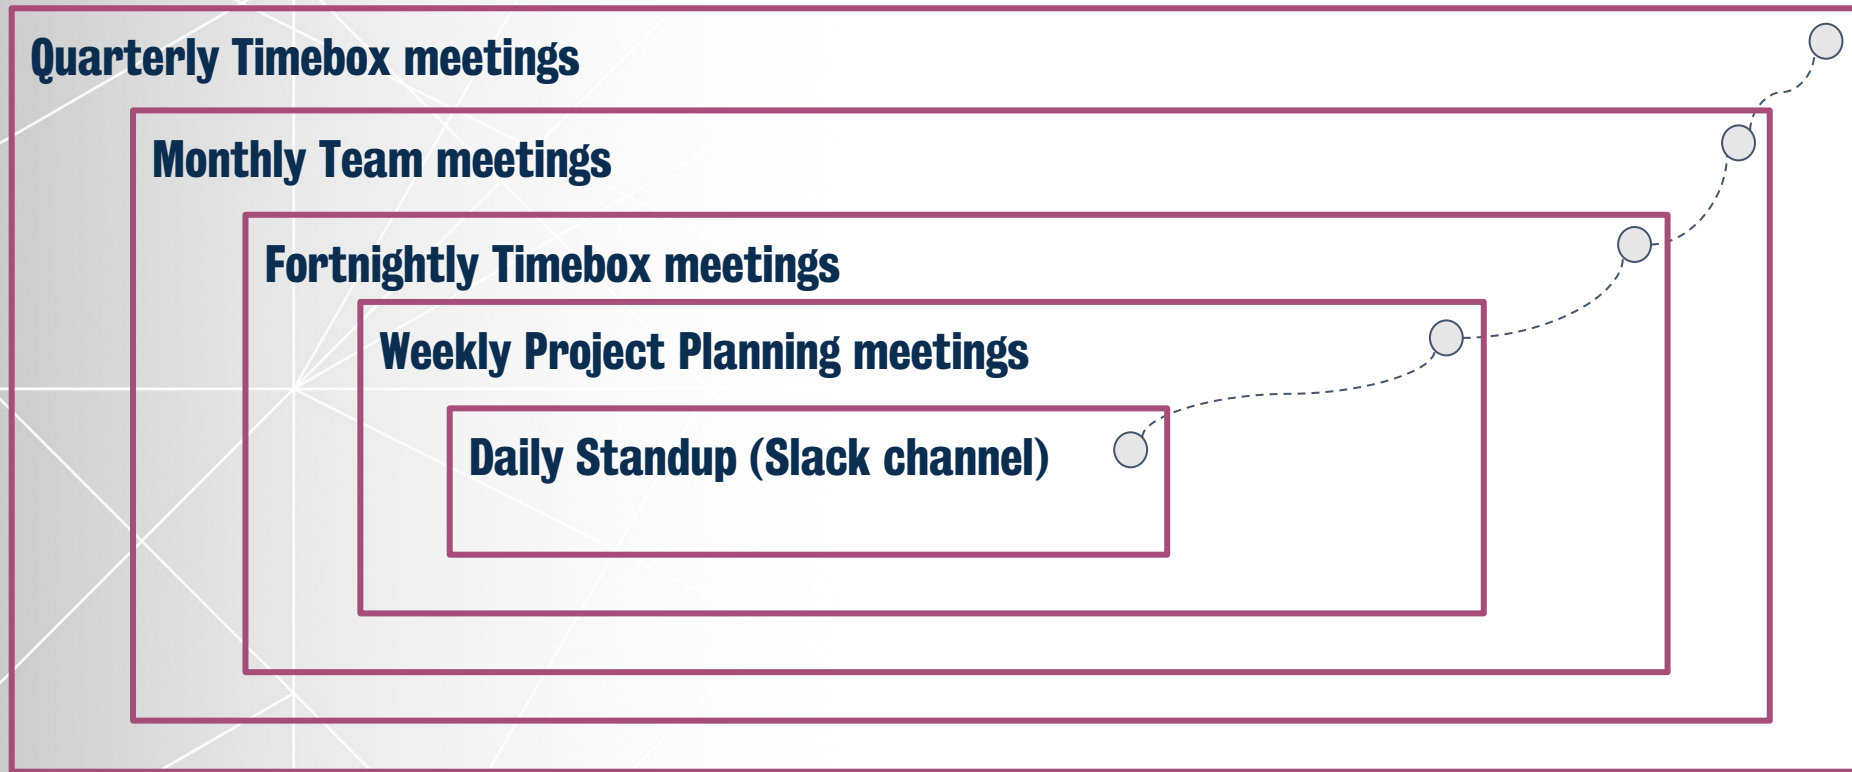 Quarterly Timebox meetings
Monthly Team meetings
Fortnightly Timebox meetings
Weekly Project Planning meetings
Daily Standup (Slack channel)